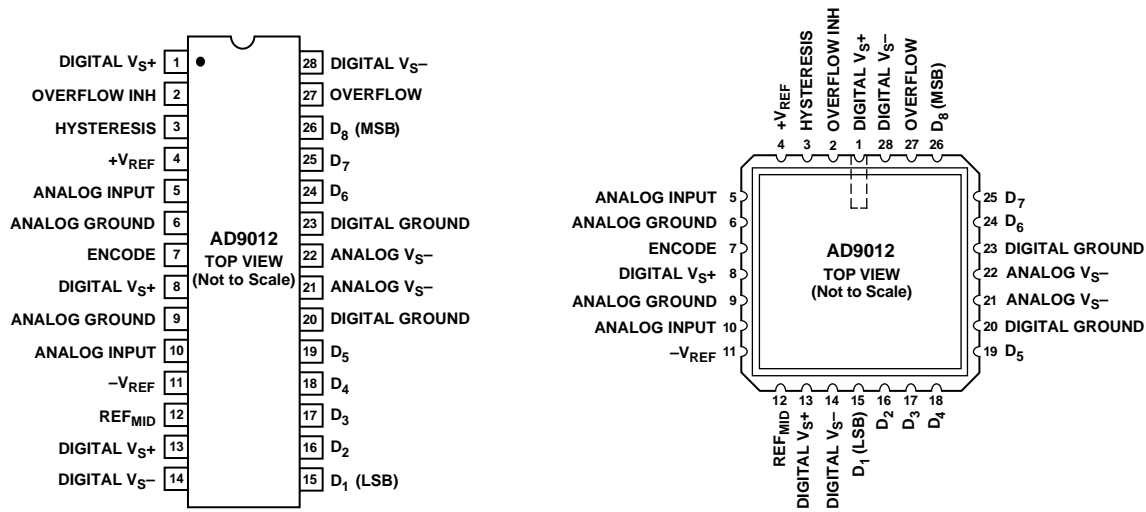 DIGITAL VS+ 1
OVERFLOW INH 2
HYSTERESIS 3
+VREF 4
ANALOG INPUT 5
ANALOG GROUND 6
ENCODE 7
DIGITAL VS+ 8
ANALOG GROUND 9
ANALOG INPUT 10
–VREF 11
REFMID 12
DIGITAL VS+ 13
DIGITAL VS– 14
AD9012
TOP VIEW
(Not to Scale)
28 DIGITAL VS–
27 OVERFLOW
26 D8 (MSB)
25 D7
24 D6
23 DIGITAL GROUND
22 ANALOG VS–
21 ANALOG VS–
20 DIGITAL GROUND
19 D5
18 D4
17 D3
16 D2
15 D1 (LSB)
+VREF
4
HYSTERESIS
3
OVERFLOW INH
2
DIGITAL VS+
1
DIGITAL VS–
28
OVERFLOW
27
D8 (MSB)
26
ANALOG INPUT 5
ANALOG GROUND 6
ENCODE 7
DIGITAL VS+ 8
ANALOG GROUND 9
ANALOG INPUT 10
–VREF 11
AD9012
TOP VIEW
(Not to Scale)
25 D7
24 D6
23 DIGITAL GROUND
22 ANALOG VS–
21 ANALOG VS–
20 DIGITAL GROUND
19 D5
12
REFMID
13
DIGITAL VS+
14
DIGITAL VS–
15
D1 (LSB)
16
D2
17
D3
18
D4